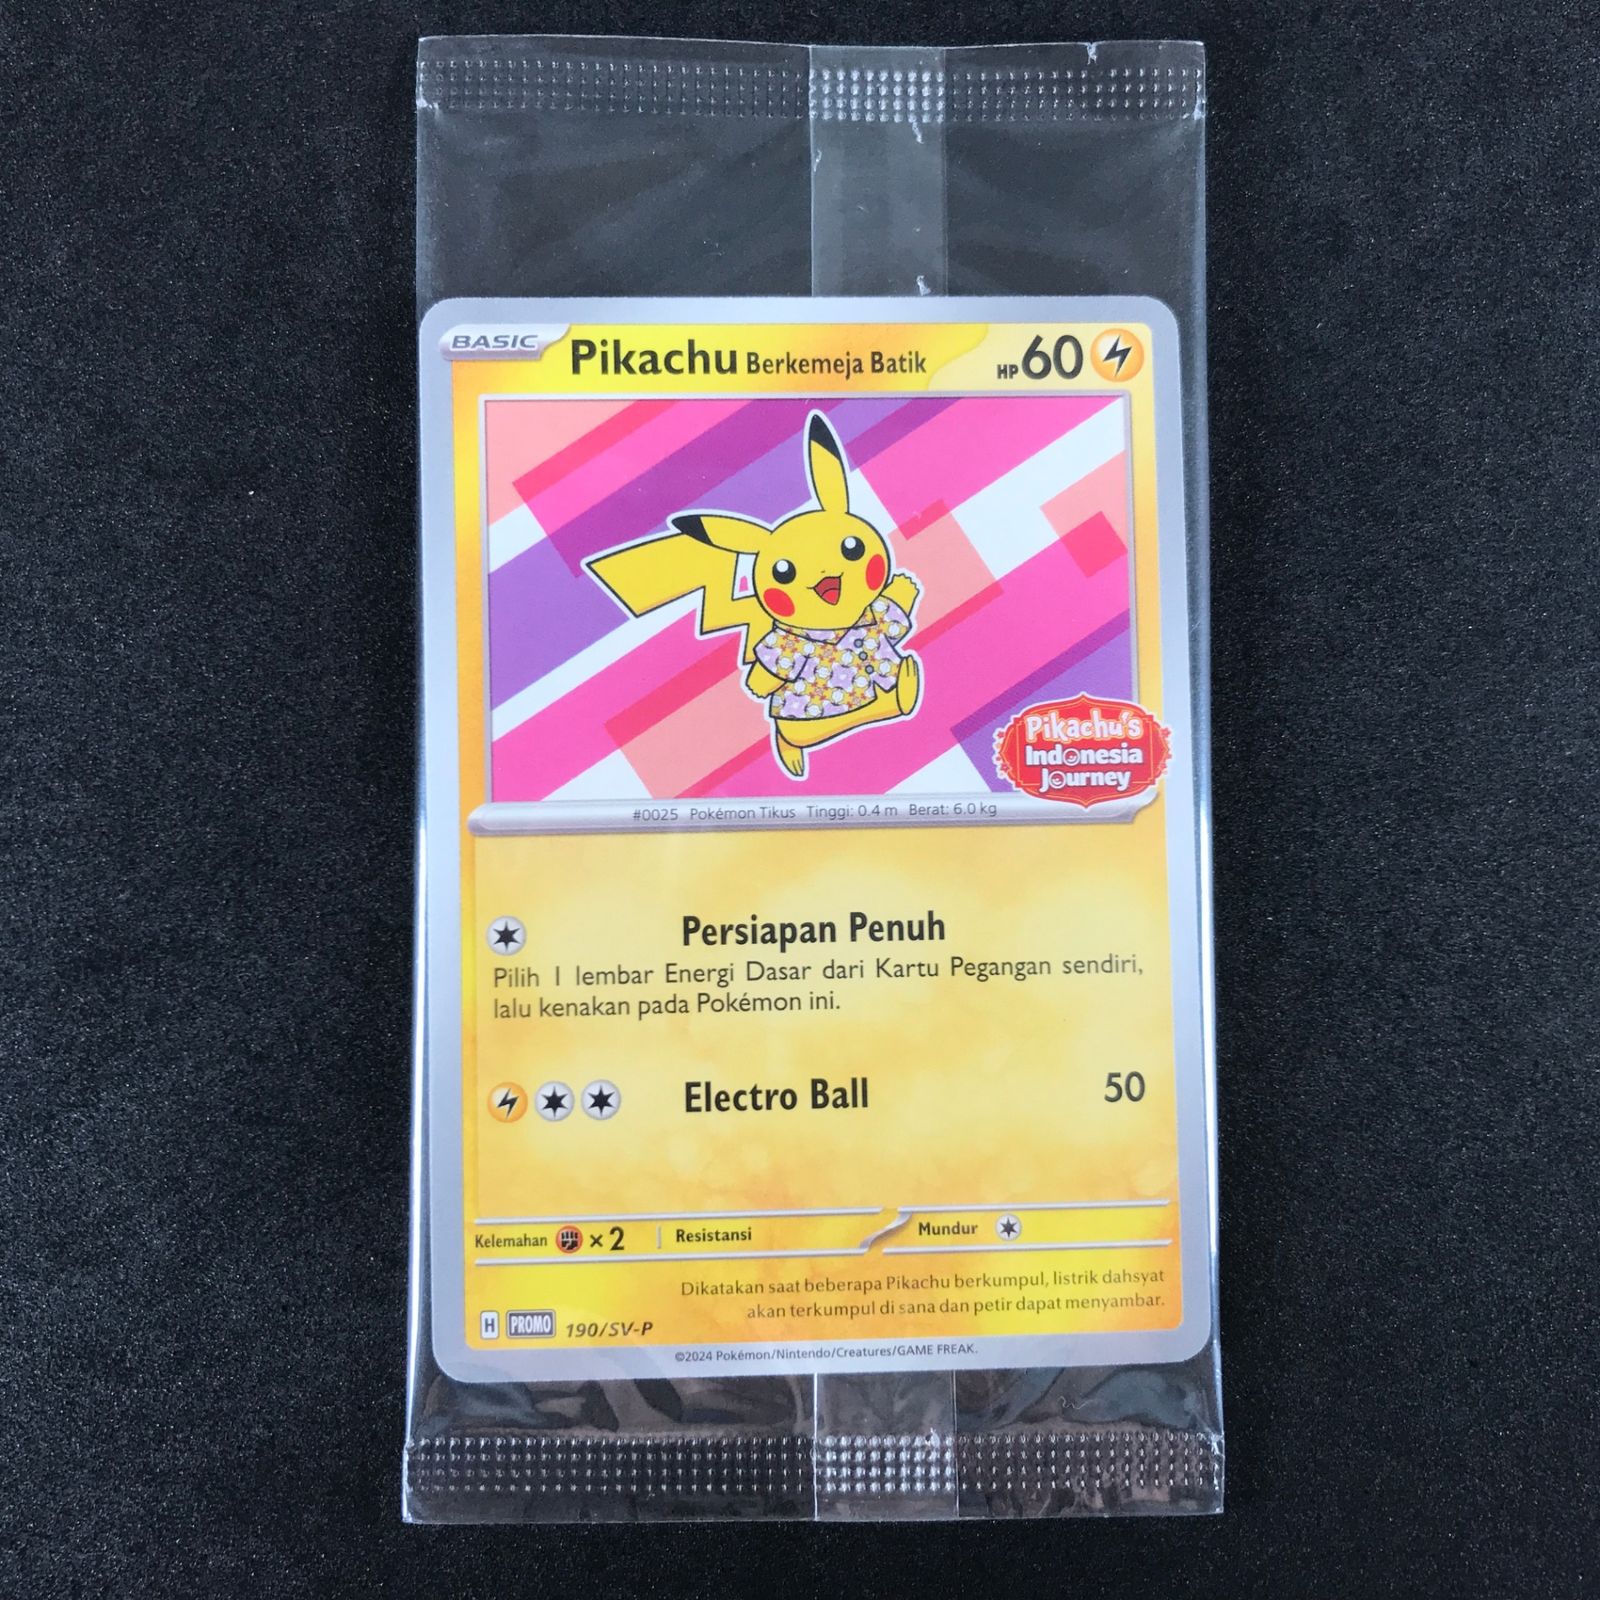 BASIC
Pikachu Berkemeja Batik HP 60
Pikachu's
Indonesia
Journey
#0025 Pokémon Tikus Tinggi: 0.4 m Berat: 6.0 kg
Persiapan Penuh
Pilih 1 lembar Energi Dasar dari Kartu Pegangan sendiri,
lalu kenakan pada Pokémon ini.
Electro Ball 50
Kelemahan ×2 Resistansi Mundur
Dikatakan saat beberapa Pikachu berkumpul, listrik dahsyat
akan terkumpul di sana dan petir dapat menyambar.
H PROMO 190/SV-P
©2024 Pokémon/Nintendo/Creatures/GAME FREAK.